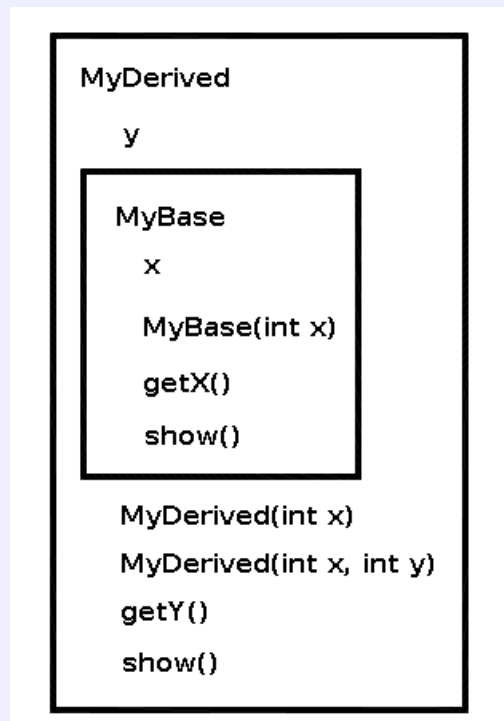 MyDerived
y
MyBase
x
MyBase(int x)
getX()
show()
MyDerived(int x)
MyDerived(int x, int y)
getY()
show()